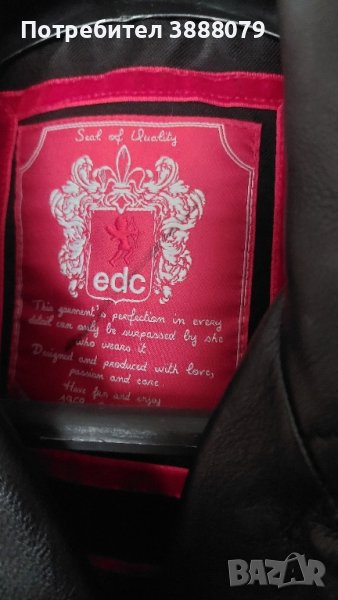 Потребител 3888079
Seal of Quality
edc
This garment's perfection in every
detail can only be surpassed by she
who wears it
Designed and produced with love,
passion and care
Have fun and enjoy
BAZAR